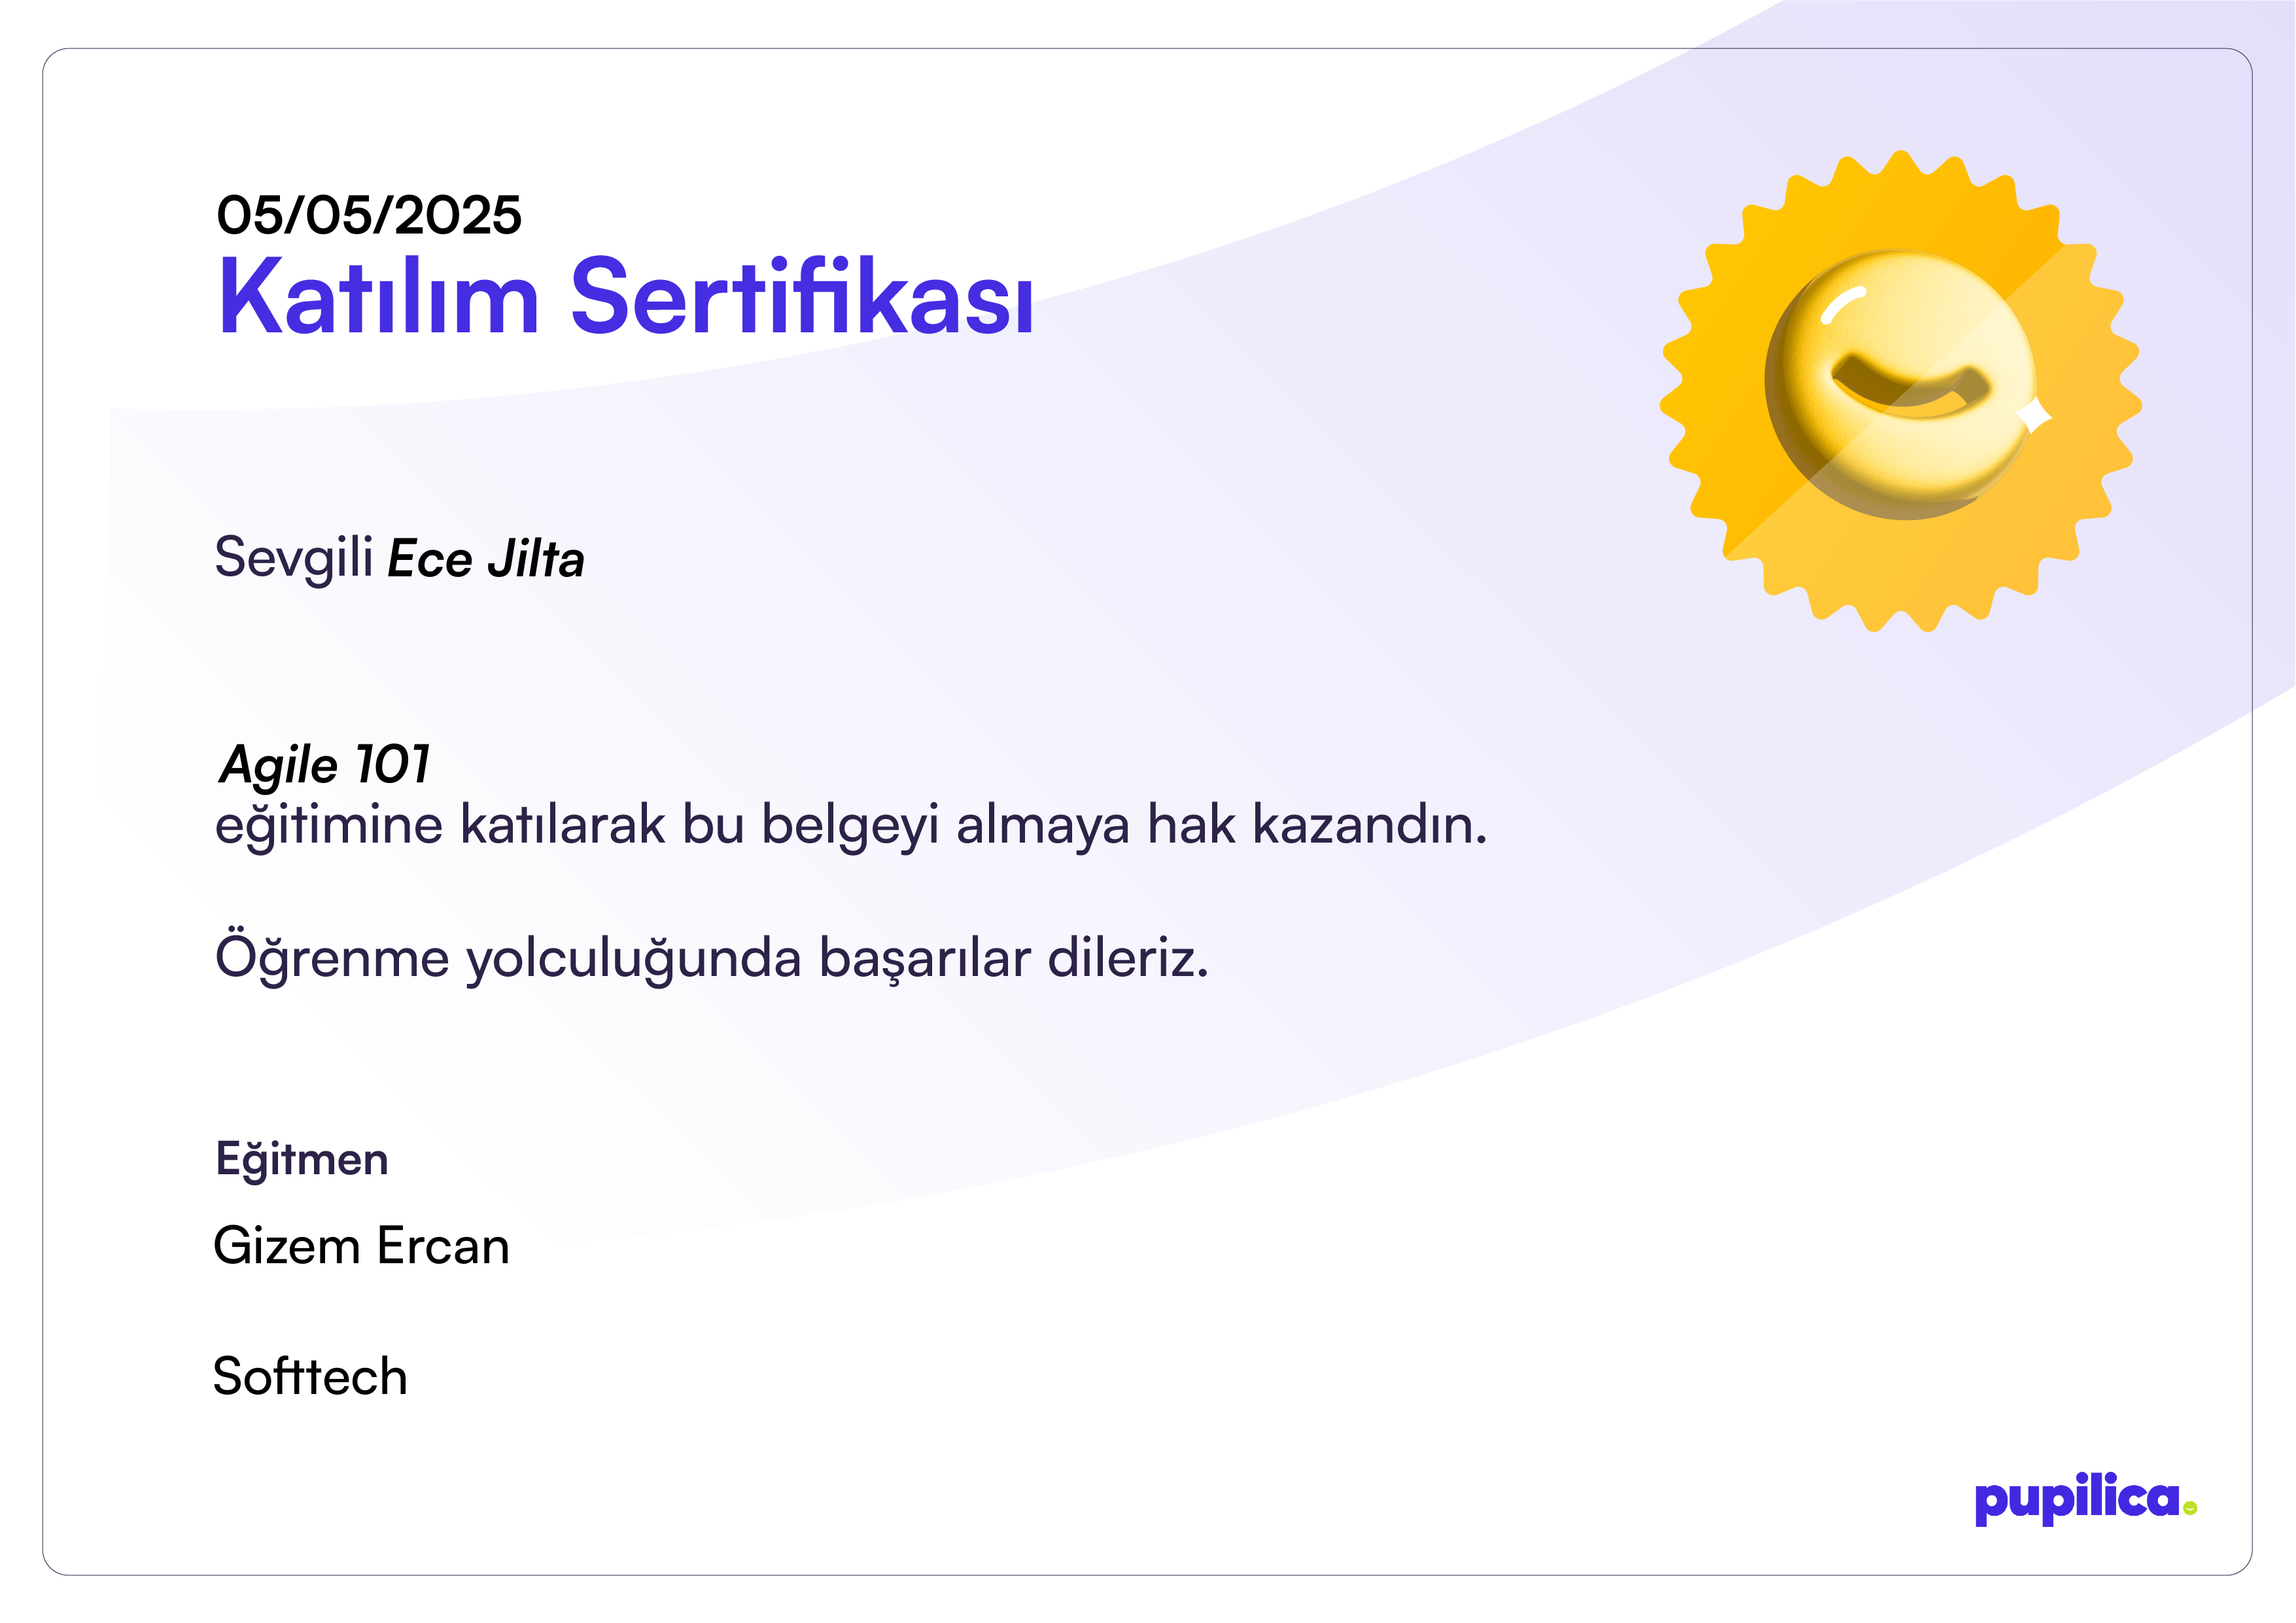 05/05/2025
Katılım Sertifikası
Sevgili Ece Jilta
Agile 101
eğitimine katılarak bu belgeyi almaya hak kazandın.
Öğrenme yolculuğunda başarılar dileriz.
Eğitmen
Gizem Ercan
Softtech
pupilica.